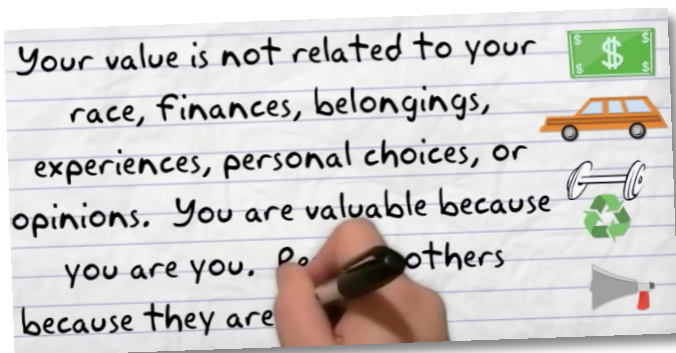 Your value is not related to your
race, finances, belongings,
experiences, personal choices, or
opinions. You are valuable because
you are you. others
because they are